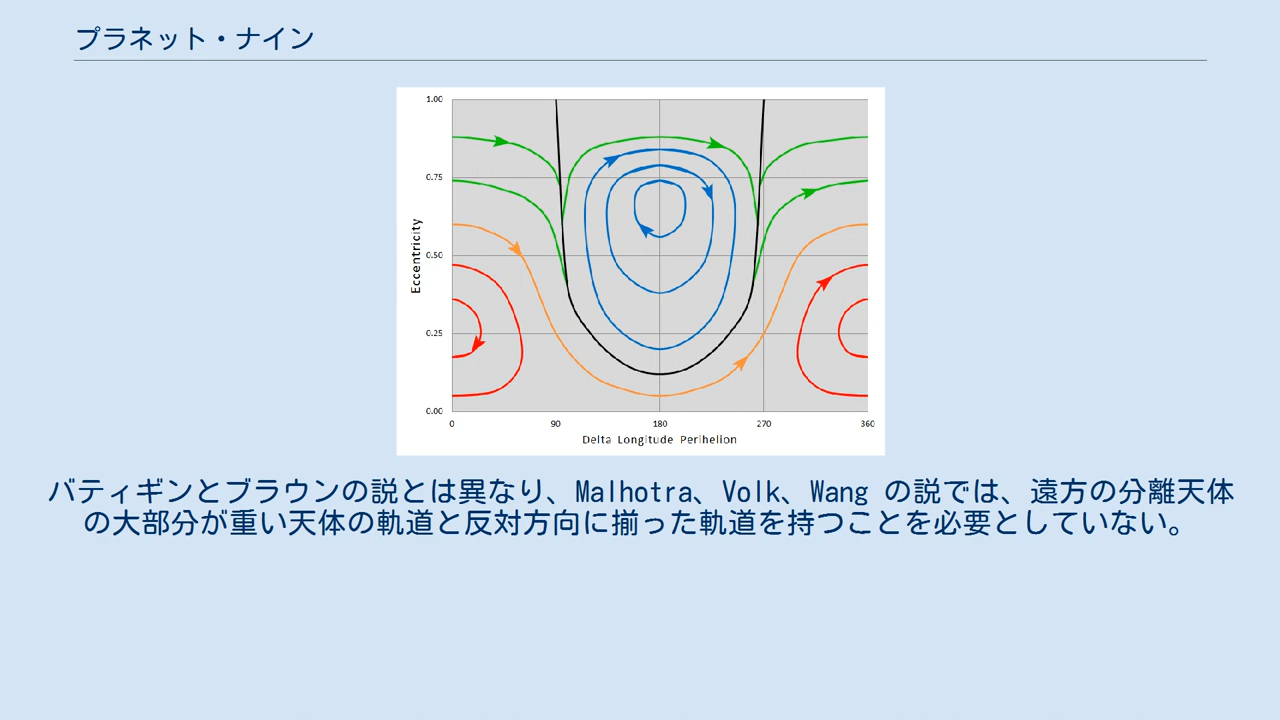 プラネット・ナイン
1.00
0.75
0.50
0.25
0.00
Eccentricity
0 90 180 270 360
Delta Longitude Perihelion
バティギンとブラウンの説とは異なり、Malhotra、Volk、Wang の説では、遠方の分離天体
の大部分が重い天体の軌道と反対方向に揃った軌道を持つことを必要としていない。